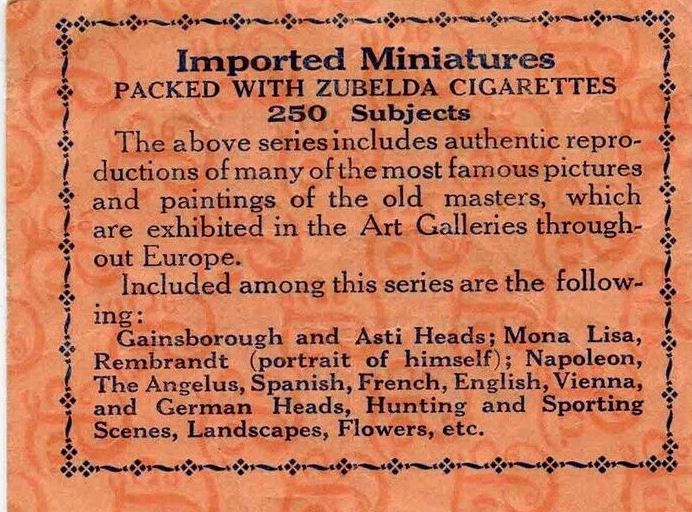 Imported Miniatures
PACKED WITH ZUBELDA CIGARETTES
250 Subjects
The above series includes authentic repro-
ductions of many of the most famous pictures
and paintings of the old masters, which
are exhibited in the Art Galleries through-
out Europe.
Included among this series are the follow-
ing:
Gainsborough and Asti Heads; Mona Lisa,
Rembrandt (portrait of himself); Napoleon,
The Angelus, Spanish, French, English, Vienna,
and German Heads, Hunting and Sporting
Scenes, Landscapes, Flowers, etc.